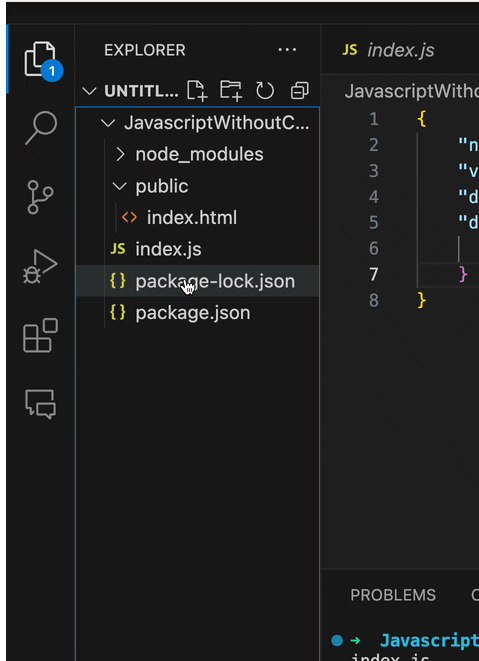 EXPLORER
JS index.js
1
UNTITL...
JavascriptWithoutC...
node_modules
public
<> index.html
JS index.js
{} package-lock.json
{} package.json
JavascriptWitho
1 {
2 "n
3 "v
4 "d
5 "d
6
7 }
8 }
PROBLEMS
Javascript
index.js